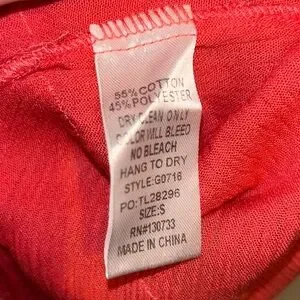 55% COTTON
45% POLYESTER
DRY CLEAN ONLY
COLOR WILL BLEED
NO BLEACH
HANG TO DRY
STYLE:G0716
PO:TL28296
SIZE:S
RN#130733
MADE IN CHINA